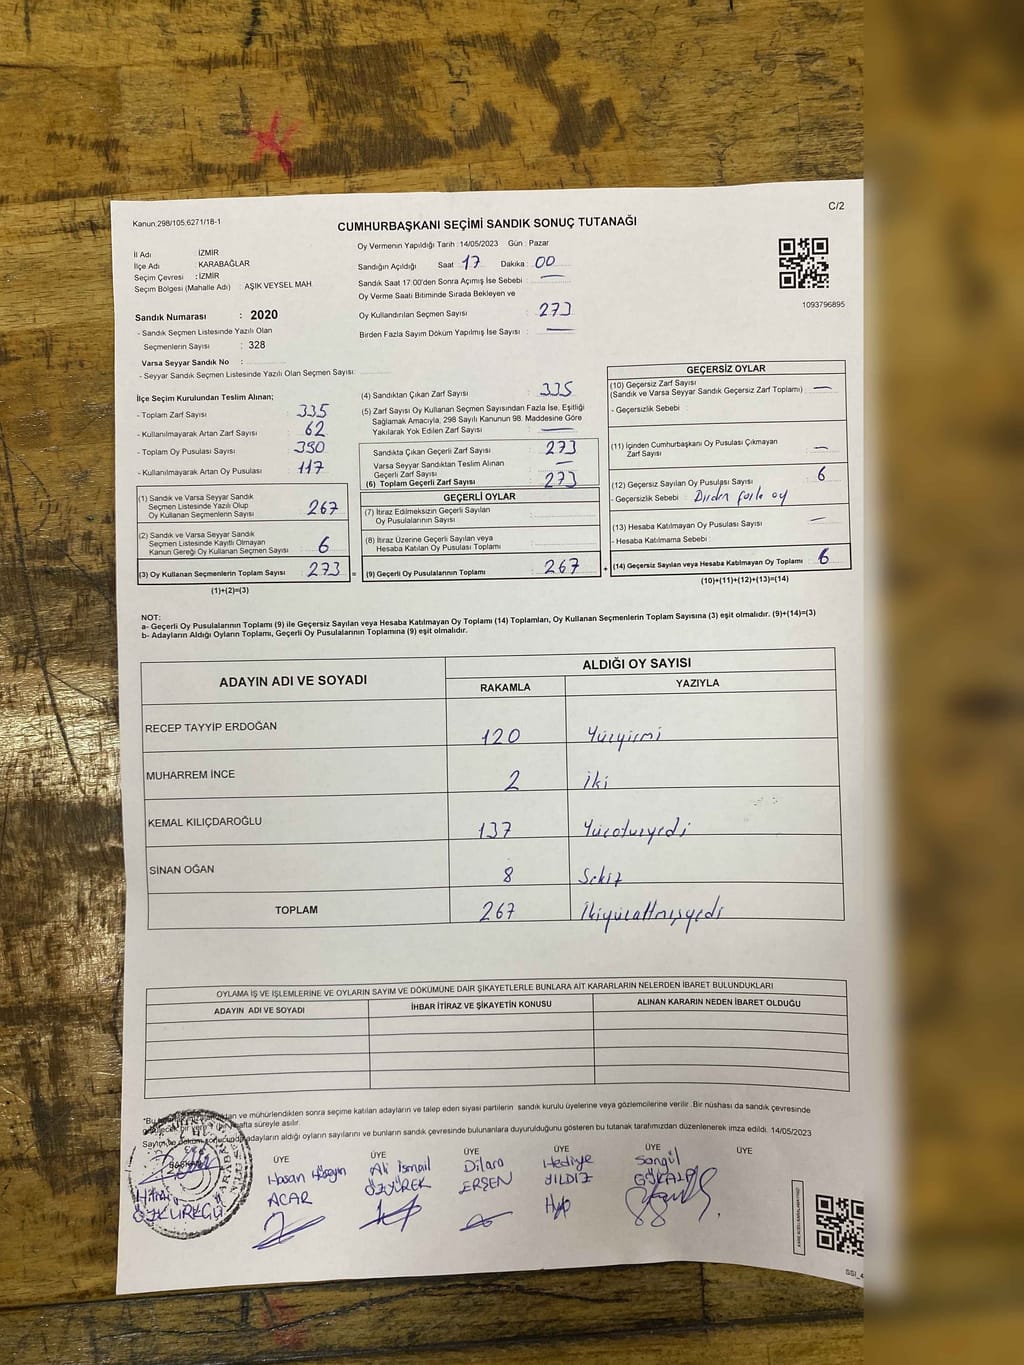 C/2
Kanun.298/105;6271/18-1
CUMHURBAŞKANI SEÇİMİ SANDIK SONUÇ TUTANAĞI
Oy Vermenin Yapıldığı Tarih : 14/05/2023 Gün : Pazar
İl Adı : İZMİR
İlçe Adı : KARABAĞLAR
Seçim Çevresi : İZMİR
Seçim Bölgesi (Mahalle Adı) : AŞIK VEYSEL MAH
Sandığın Açıldığı Saat 17 Dakika : 00
Sandık Saat 17.00'den Sonra Açımış İse Sebebi :
Oy Verme Saati Bitiminde Sırada Bekleyen ve
Oy Kullandırılan Seçmen Sayısı : 273
Birden Fazla Sayım Döküm Yapılmış İse Sayısı :
1093796895
Sandık Numarası : 2020
- Sandık Seçmen Listesinde Yazılı Olan
Seçmenlerin Sayısı : 328
Varsa Seyyar Sandık No :
- Seyyar Sandık Seçmen Listesinde Yazılı Olan Seçmen Sayısı:
İlçe Seçim Kurulundan Teslim Alınan;
- Toplam Zarf Sayısı : 335
- Kullanılmayarak Artan Zarf Sayısı : 62
- Toplam Oy Pusulası Sayısı : 390
- Kullanılmayarak Artan Oy Pusulası : 117
(1) Sandık ve Varsa Seyyar Sandık
Seçmen Listesinde Yazılı Olup
Oy Kullanan Seçmenlerin Sayısı : 267
(2) Sandık ve Varsa Seyyar Sandık
Seçmen Listesinde Kayıtlı Olmayan
Kanun Gereği Oy Kullanan Seçmen Sayısı : 6
(3) Oy Kullanan Seçmenlerin Toplam Sayısı : 273
(1)+(2)=(3)
(4) Sandıktan Çıkan Zarf Sayısı : 335
(5) Zarf Sayısı Oy Kullanan Seçmen Sayısından Fazla İse, Eşitliği
Sağlamak Amacıyla, 298 Sayılı Kanunun 98. Maddesine Göre
Yakılarak Yok Edilen Zarf Sayısı :
Sandıkta Çıkan Geçerli Zarf Sayısı : 273
Varsa Seyyar Sandıktan Teslim Alınan
Geçerli Zarf Sayısı :
(6) Toplam Geçerli Zarf Sayısı : 273
GEÇERLİ OYLAR
(7) İtiraz Edilmeksizin Geçerli Sayılan
Oy Pusulalarının Sayısı :
(8) İtiraz Üzerine Geçerli Sayılan veya
Hesaba Katılan Oy Pusulası Toplamı :
(9) Geçerli Oy Pusulalarının Toplamı : 267
GEÇERSİZ OYLAR
(10) Geçersiz Zarf Sayısı
(Sandık ve Varsa Seyyar Sandık Geçersiz Zarf Toplamı) :
- Geçersizlik Sebebi :
(11) İçinden Cumhurbaşkanı Oy Pusulası Çıkmayan
Zarf Sayısı :
(12) Geçersiz Sayılan Oy Pusulası Sayısı : 6
- Geçersizlik Sebebi : Birden fazla oy
(13) Hesaba Katılmayan Oy Pusulası Sayısı :
- Hesaba Katılmama Sebebi :
(14) Geçersiz Sayılan veya Hesaba Katılmayan Oy Toplamı : 6
(10)+(11)+(12)+(13)=(14)
NOT:
a- Geçerli Oy Pusulalarının Toplamı (9) ile Geçersiz Sayılan veya Hesaba Katılmayan Oy Toplamı (14) Toplamları, Oy Kullanan Seçmenlerin Toplam Sayısına (3) eşit olmalıdır. (9)+(14)=(3)
b- Adayların Aldığı Oyların Toplamı, Geçerli Oy Pusulalarının Toplamına (9) eşit olmalıdır.
ADAYIN ADI VE SOYADI
ALDIĞI OY SAYISI
RAKAMLA YAZIYLA
RECEP TAYYİP ERDOĞAN 120 Yüzyirmi
MUHARREM İNCE 2 İki
KEMAL KILIÇDAROĞLU 137 Yüzotuzyedi
SİNAN OĞAN 8 Sekiz
TOPLAM 267 İkiyüzaltmışyedi
OYLAMA İŞ VE İŞLEMLERİNE VE OYLARIN SAYIM VE DÖKÜMÜNE DAİR ŞİKAYETLERLE BUNLARA AİT KARARLARIN NELERDEN İBARET BULUNDUKLARI
ADAYIN ADI VE SOYADI İHBAR İTİRAZ VE ŞİKAYETİN KONUSU ALINAN KARARIN NEDEN İBARET OLDUĞU
ve mühürlendikten sonra seçime katılan adayların ve talep eden siyasi partilerin sandık kurulu üyelerine veya gözlemcilerine verilir. Bir nüshası da sandık çevresinde
hafta süreyle asılır.
adayların aldığı oyların sayılarını ve bunların sandık çevresinde bulunanlara duyurulduğunu gösteren bu tutanak tarafımızdan düzenlenerek imza edildi. 14/05/2023
BAŞKAN ÜYE ÜYE ÜYE ÜYE ÜYE ÜYE
Hasan Hüseyin Ali İsmail Dilara Hediye Songül
ACAR ÖZYÜREK ERŞEN YILDIZ GÖKALP